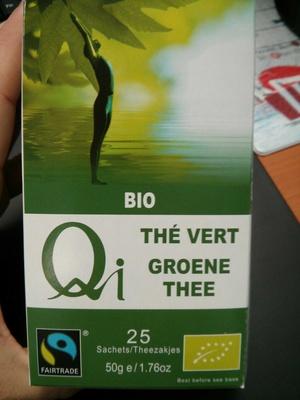 BIO
Qi
THÉ VERT
GROENE
THEE
25
Sachets/Theezakjes
50g e/1.76oz
®
FAIRTRADE
Best before see base